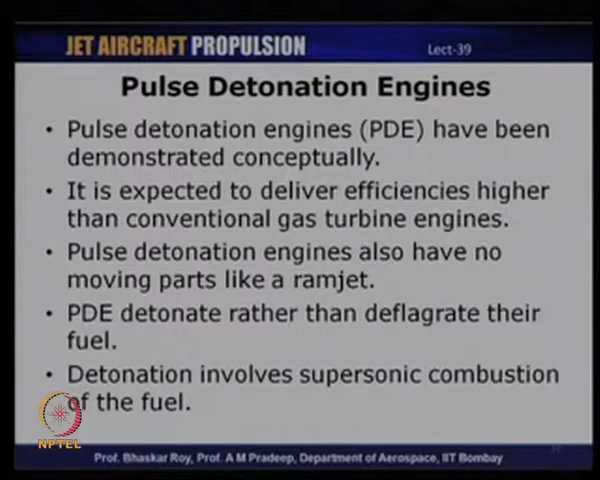 JET AIRCRAFT PROPULSION
Lect-39
Pulse Detonation Engines
• Pulse detonation engines (PDE) have been
demonstrated conceptually.
• It is expected to deliver efficiencies higher
than conventional gas turbine engines.
• Pulse detonation engines also have no
moving parts like a ramjet.
• PDE detonate rather than deflagrate their
fuel.
• Detonation involves supersonic combustion
of the fuel.
NPTEL
Prof. Bhaskar Roy, Prof. A M Pradeep, Department of Aerospace, IIT Bombay